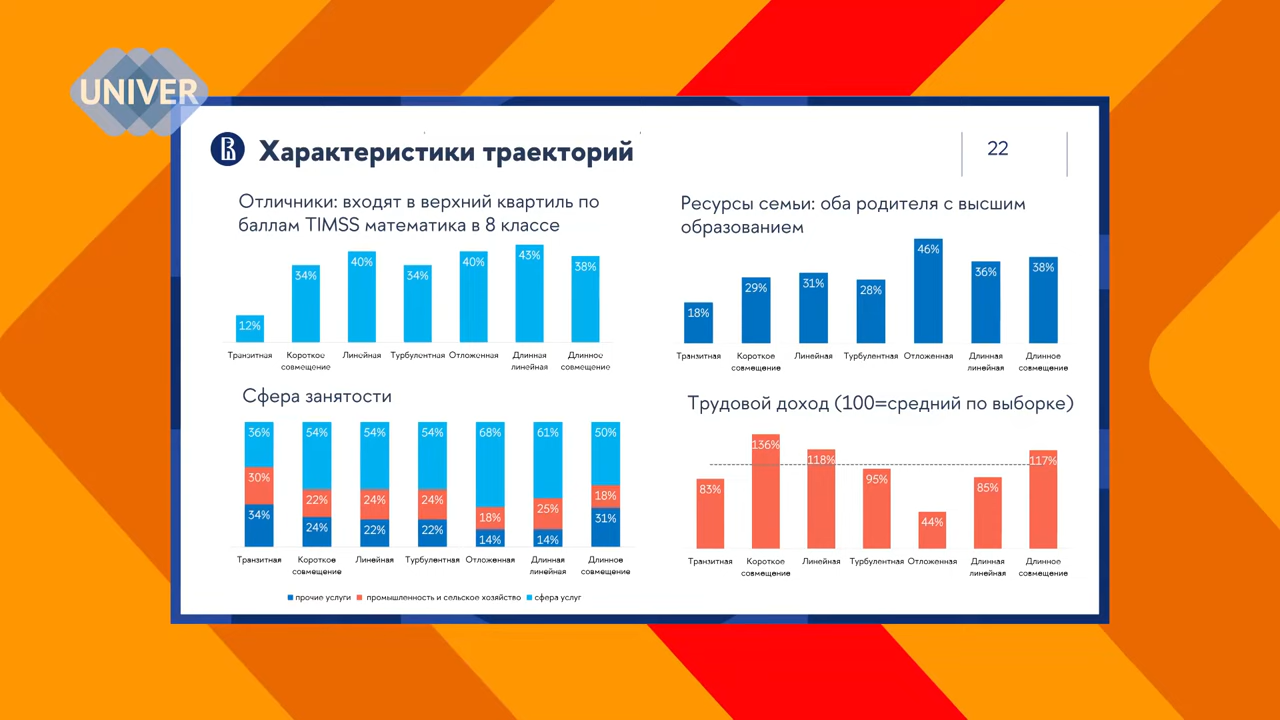 UNIVER
Характеристики траекторий
22
Отличники: входят в верхний квартиль по
баллам TIMSS математика в 8 классе
12% 34% 40% 34% 40% 43% 38%
Транзитная Короткое Линейная Турбулентная Отложенная Длинная Длинное
совмещение линейная совмещение
Ресурсы семьи: оба родителя с высшим
образованием
18% 29% 31% 28% 46% 36% 38%
Транзитная Короткое Линейная Турбулентная Отложенная Длинная Длинное
совмещение линейная совмещение
Сфера занятости
36% 54% 54% 54% 68% 61% 50%
30% 22% 24% 24% 18% 25% 18%
34% 24% 22% 22% 14% 14% 31%
Транзитная Короткое Линейная Турбулентная Отложенная Длинная Длинное
совмещение линейная совмещение
прочие услуги промышленность и сельское хозяйство сфера услуг
Трудовой доход (100=средний по выборке)
83% 136% 118% 95% 44% 85% 117%
Транзитная Короткое Линейная Турбулентная Отложенная Длинная Длинное
совмещение линейная совмещение